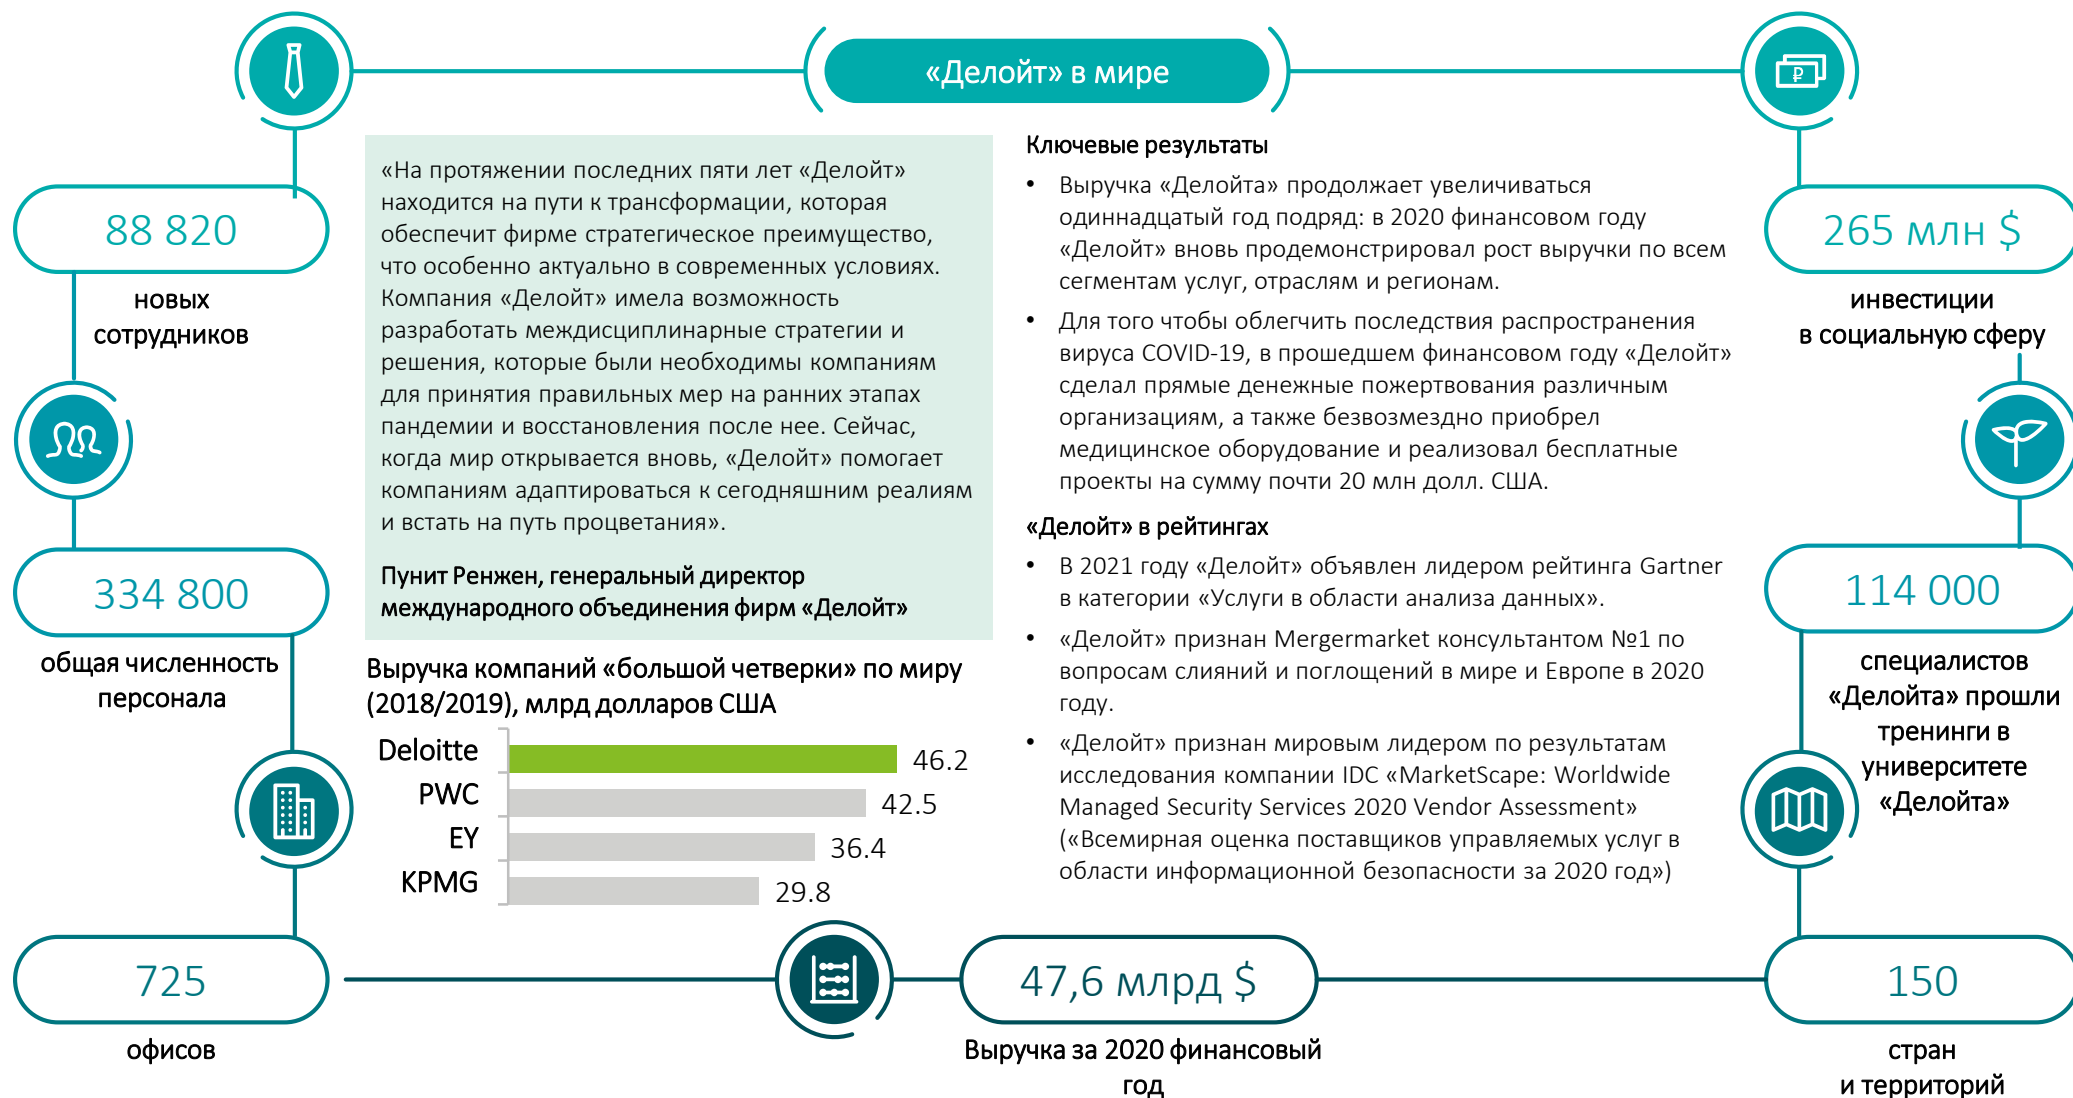 «Делойт» в мире
88 820
новых
сотрудников
334 800
общая численность
персонала
725
офисов
«На протяжении последних пяти лет «Делойт»
находится на пути к трансформации, которая
обеспечит фирме стратегическое преимущество,
что особенно актуально в современных условиях.
Компания «Делойт» имела возможность
разработать междисциплинарные стратегии и
решения, которые были необходимы компаниям
для принятия правильных мер на ранних этапах
пандемии и восстановления после нее. Сейчас,
когда мир открывается вновь, «Делойт» помогает
компаниям адаптироваться к сегодняшним реалиям
и встать на путь процветания».
Пунит Ренжен, генеральный директор
международного объединения фирм «Делойт»
Выручка компаний «большой четверки» по миру
(2018/2019), млрд долларов США
Deloitte 46.2
PWC 42.5
EY 36.4
KPMG 29.8
Ключевые результаты
• Выручка «Делойта» продолжает увеличиваться
одиннадцатый год подряд: в 2020 финансовом году
«Делойт» вновь продемонстрировал рост выручки по всем
сегментам услуг, отраслям и регионам.
• Для того чтобы облегчить последствия распространения
вируса COVID-19, в прошедшем финансовом году «Делойт»
сделал прямые денежные пожертвования различным
организациям, а также безвозмездно приобрел
медицинское оборудование и реализовал бесплатные
проекты на сумму почти 20 млн долл. США.
«Делойт» в рейтингах
• В 2021 году «Делойт» объявлен лидером рейтинга Gartner
в категории «Услуги в области анализа данных».
• «Делойт» признан Mergermarket консультантом №1 по
вопросам слияний и поглощений в мире и Европе в 2020
году.
• «Делойт» признан мировым лидером по результатам
исследования компании IDC «MarketScape: Worldwide
Managed Security Services 2020 Vendor Assessment»
(«Всемирная оценка поставщиков управляемых услуг в
области информационной безопасности за 2020 год»)
₽
265 млн $
инвестиции
в социальную сферу
114 000
специалистов
«Делойта» прошли
тренинги в
университете
«Делойта»
47,6 млрд $
Выручка за 2020 финансовый
год
150
стран
и территорий